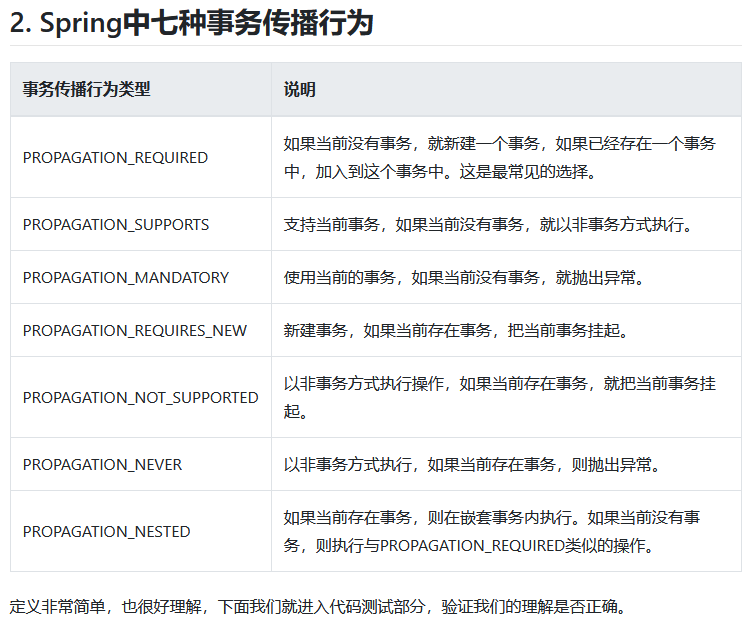 2. Spring中七种事务传播行为
事务传播行为类型 说明
PROPAGATION_REQUIRED
如果当前没有事务，就新建一个事务，如果已经存在一个事务
中，加入到这个事务中。这是最常见的选择。
PROPAGATION_SUPPORTS 支持当前事务，如果当前没有事务，就以非事务方式执行。
PROPAGATION_MANDATORY 使用当前的事务，如果当前没有事务，就抛出异常。
PROPAGATION_REQUIRES_NEW 新建事务，如果当前存在事务，把当前事务挂起。
PROPAGATION_NOT_SUPPORTED
以非事务方式执行操作，如果当前存在事务，就把当前事务挂
起。
PROPAGATION_NEVER 以非事务方式执行，如果当前存在事务，则抛出异常。
PROPAGATION_NESTED
如果当前存在事务，则在嵌套事务内执行。如果当前没有事
务，则执行与PROPAGATION_REQUIRED类似的操作。
定义非常简单，也很好理解，下面我们就进入代码测试部分，验证我们的理解是否正确。